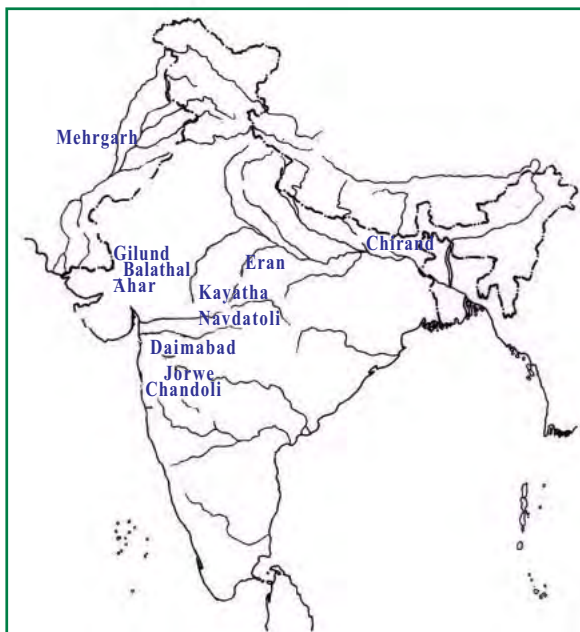 Mehrgarh
Chirand
Gilund
Balathal
Ahar
Eran
Kayatha
Navdatoli
Daimabad
Jorwe
Chandoli